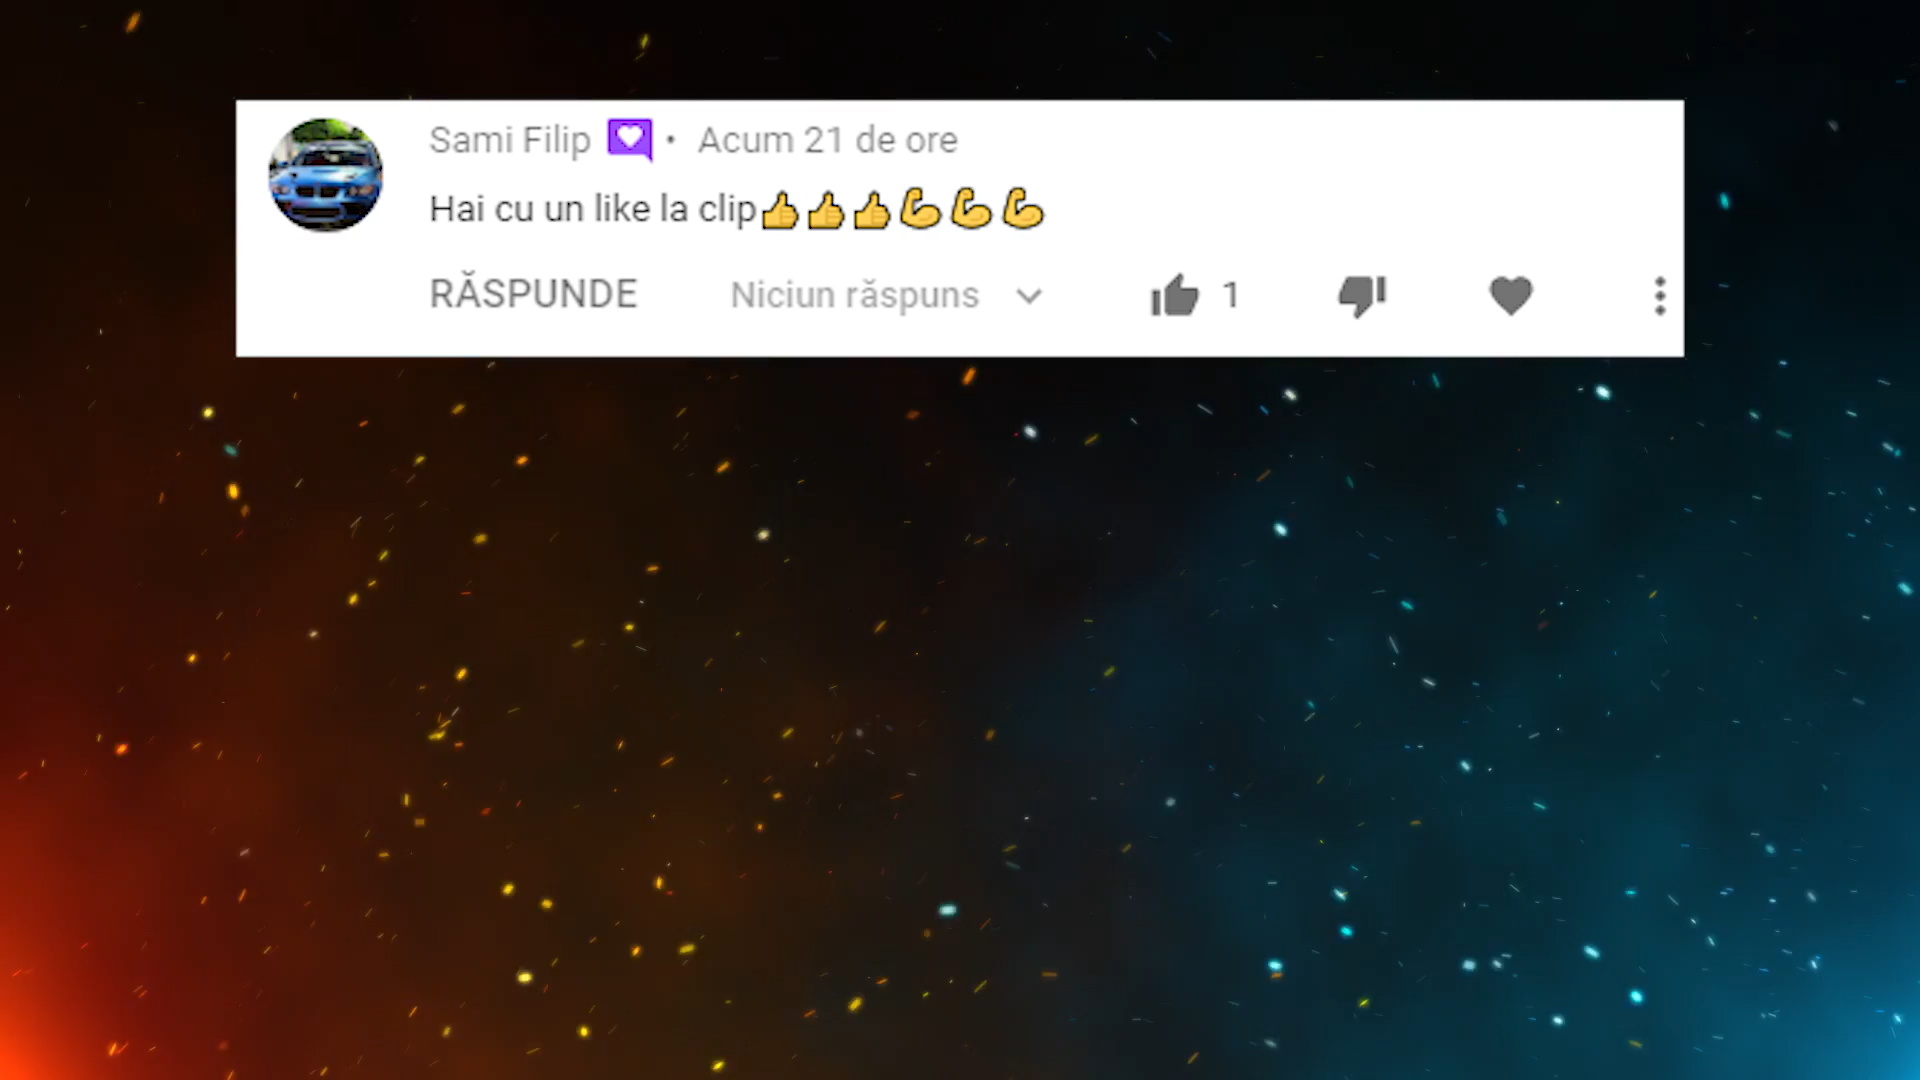 Sami Filip • Acum 21 de ore
Hai cu un like la clip👍👍👍💪💪💪
RĂSPUNDE Niciun răspuns 1